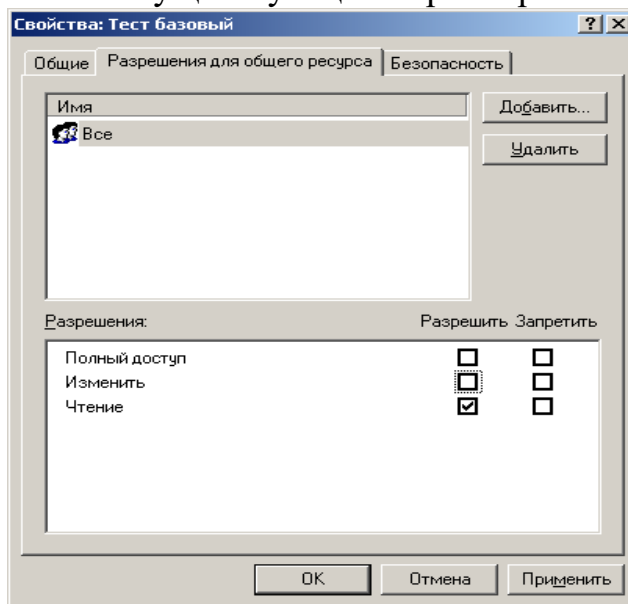 Свойства: Тест базовый
Общие Разрешения для общего ресурса Безопасность
Имя Добавить...
Все
Удалить
Разрешения: Разрешить Запретить
Полный доступ
Изменить
Чтение
OK Отмена Применить